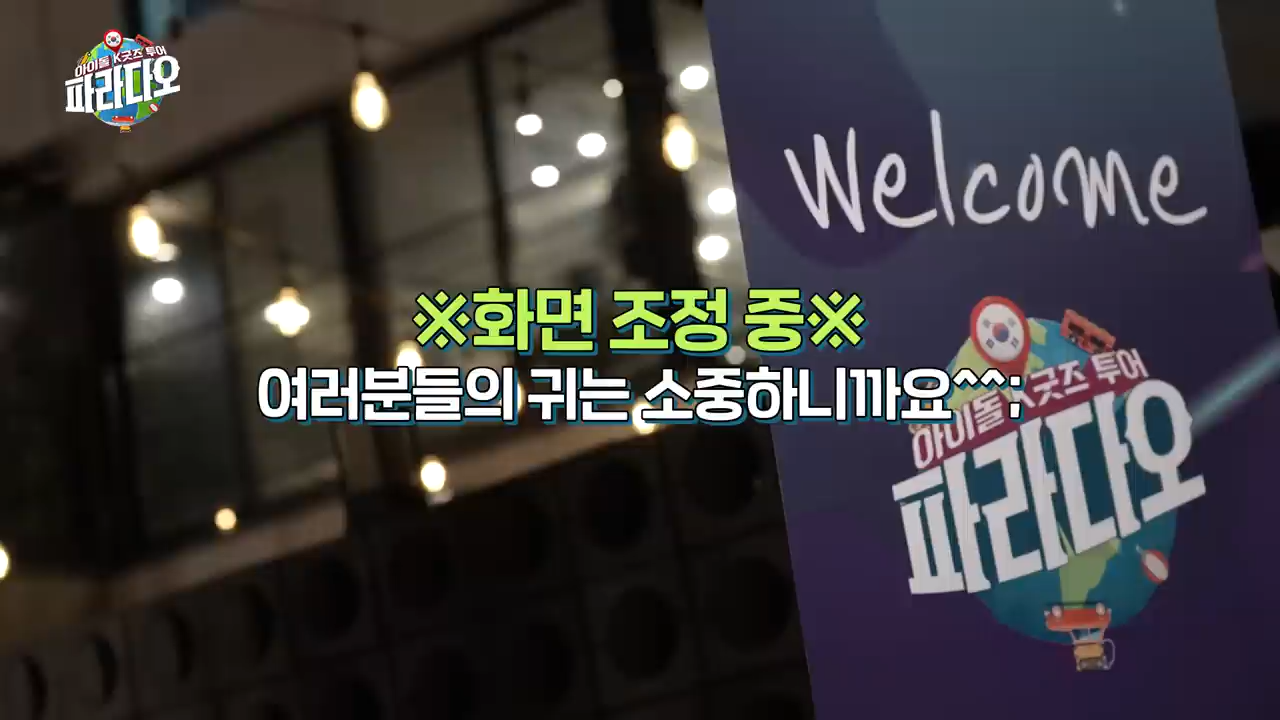 아이돌 K굿즈 투어
파라다오
Welcome
※화면 조정 중※
여러분들의 귀는 소중하니까요^^;
아이돌 K굿즈 투어
파라다오